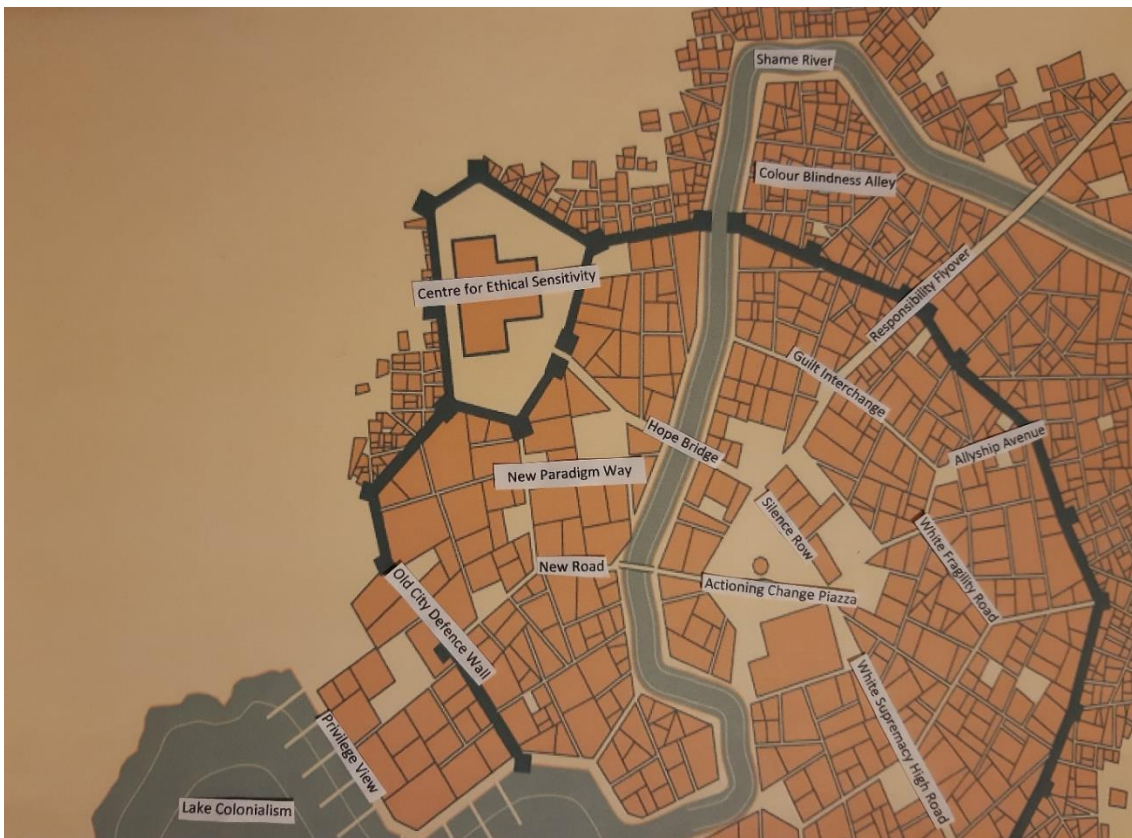 Shame River
Colour Blindness Alley
Centre for Ethical Sensitivity
Responsibility Flyover
Guilt Interchange
Hope Bridge
Allyship Avenue
New Paradigm Way
Silence Row
White Fragility Road
New Road
Actioning Change Piazza
Old City Defence Wall
White Supremacy High Road
Privilege View
Lake Colonialism